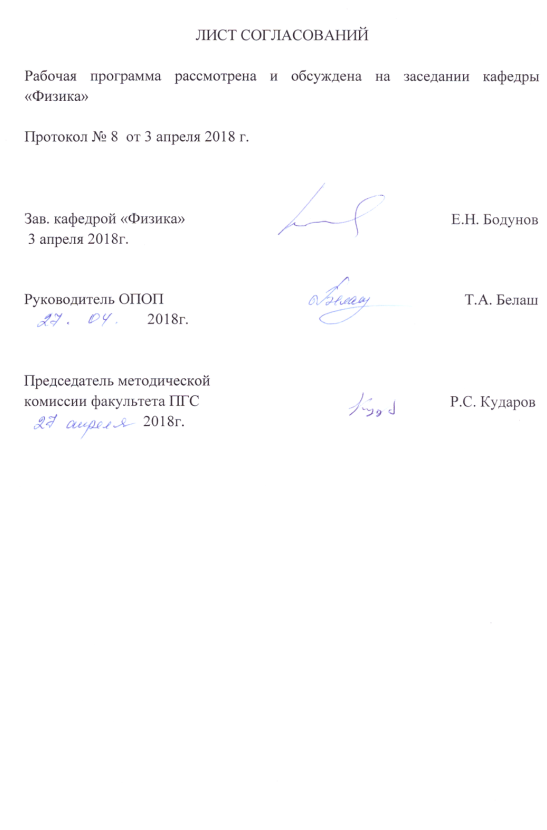 ЛИСТ СОГЛАСОВАНИЙ
Рабочая программа рассмотрена и обсуждена на заседании кафедры
«Физика»
Протокол № 8 от 3 апреля 2018 г.
Зав. кафедрой «Физика» Е.Н. Бодунов
3 апреля 2018г.
Руководитель ОПОП Т.А. Белаш
27. 04. 2018г.
Председатель методической
комиссии факультета ПГС Р.С. Кударов
27 апреля 2018г.